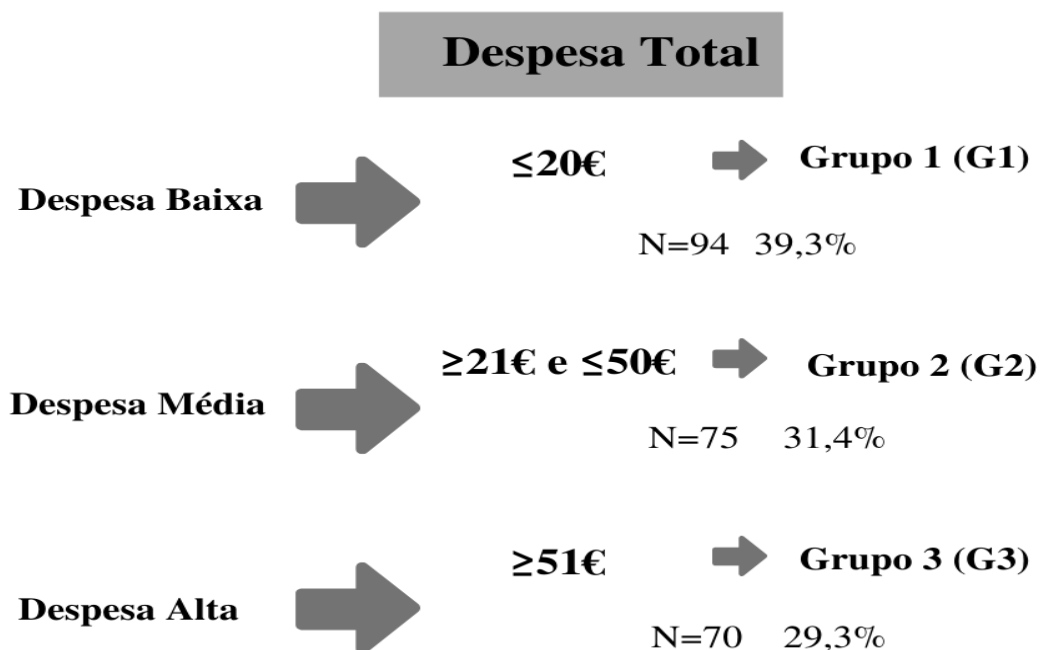 Despesa Total
≤20€
Grupo 1 (G1)
Despesa Baixa
N=94 39,3%
≥21€ e ≤50€
Grupo 2 (G2)
Despesa Média
N=75 31,4%
≥51€
Grupo 3 (G3)
Despesa Alta
N=70 29,3%